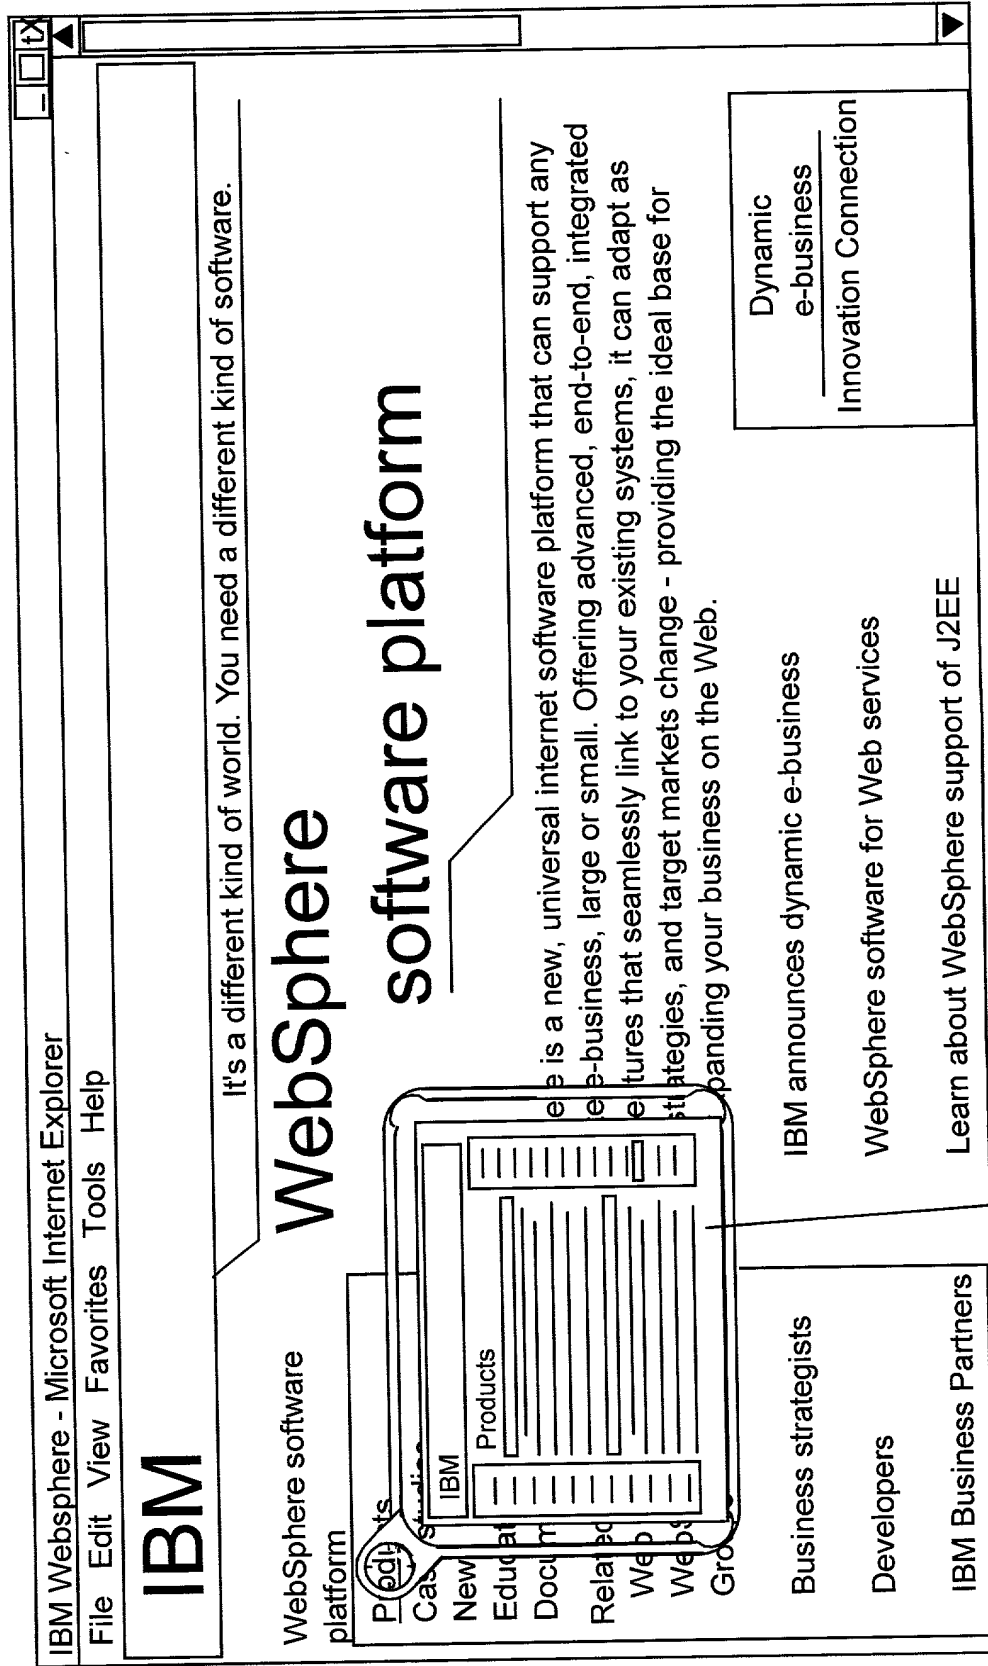 IBM Websphere - Microsoft Internet Explorer
File Edit View Favorites Tools Help
IBM
It's a different kind of world. You need a different kind of software.
WebSphere
software platform
WebSphere software
platform
Products
New
Related
Web
IBM
Products
e is a new, universal internet software platform that can support any
e-business, large or small. Offering advanced, end-to-end, integrated
tures that seamlessly link to your existing systems, it can adapt as
strategies, and target markets change - providing the ideal base for
panding your business on the Web.
Business strategists
Developers
IBM Business Partners
IBM announces dynamic e-business
WebSphere software for Web services
Learn about WebSphere support of J2EE
Dynamic
e-business
Innovation Connection